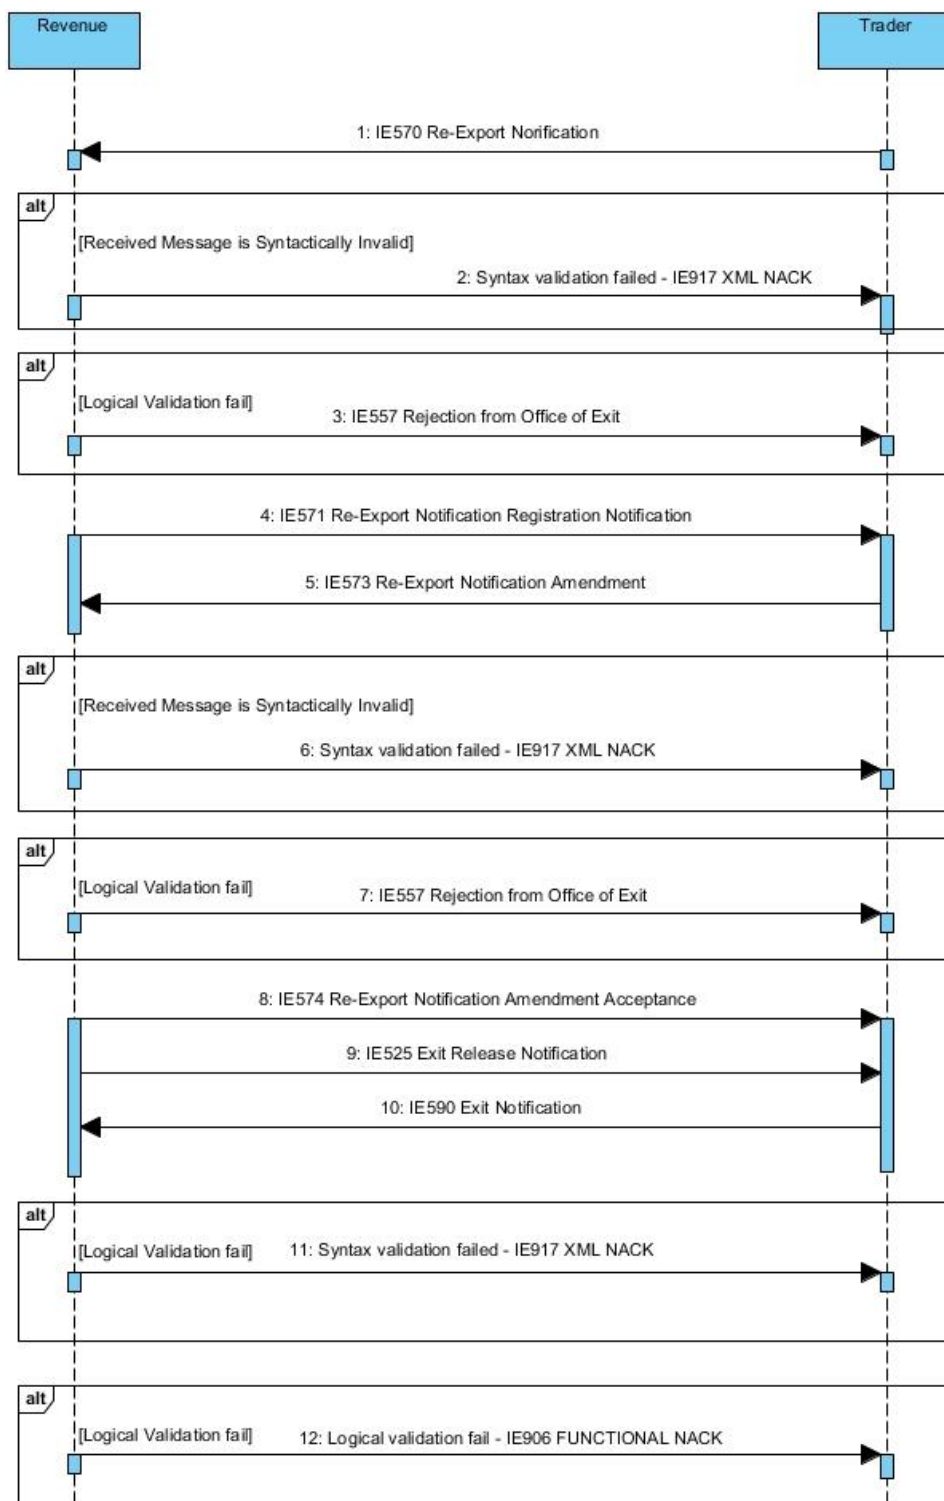 Revenue
Trader
1: IE570 Re-Export Norification
alt
[Received Message is Syntactically Invalid]
2: Syntax validation failed - IE917 XML NACK
alt
[Logical Validation fail]
3: IE557 Rejection from Office of Exit
4: IE571 Re-Export Notification Registration Notification
5: IE573 Re-Export Notification Amendment
alt
[Received Message is Syntactically Invalid]
6: Syntax validation failed - IE917 XML NACK
alt
[Logical Validation fail]
7: IE557 Rejection from Office of Exit
8: IE574 Re-Export Notification Amendment Acceptance
9: IE525 Exit Release Notification
10: IE590 Exit Notification
alt
[Logical Validation fail]
11: Syntax validation failed - IE917 XML NACK
alt
[Logical Validation fail]
12: Logical validation fail - IE906 FUNCTIONAL NACK